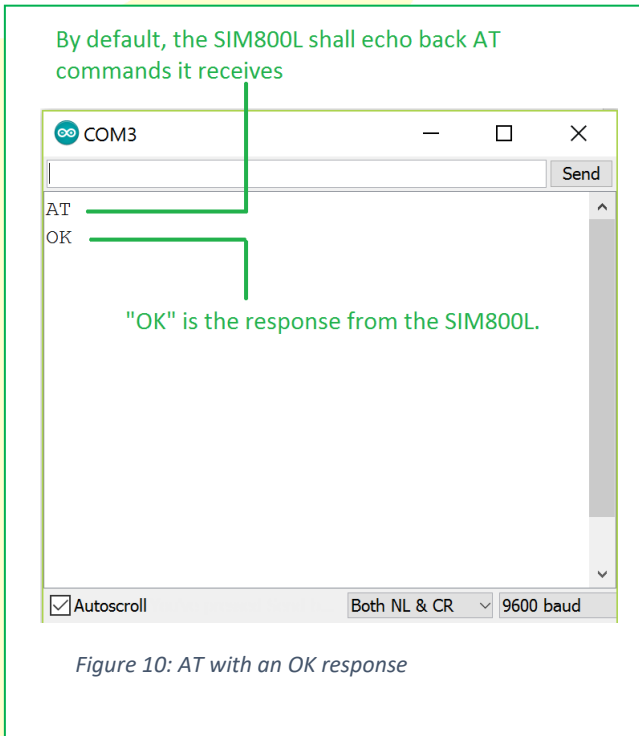 By default, the SIM800L shall echo back AT
commands it receives
COM3
Send
AT
OK
"OK" is the response from the SIM800L.
Autoscroll
Both NL & CR
9600 baud
Figure 10: AT with an OK response